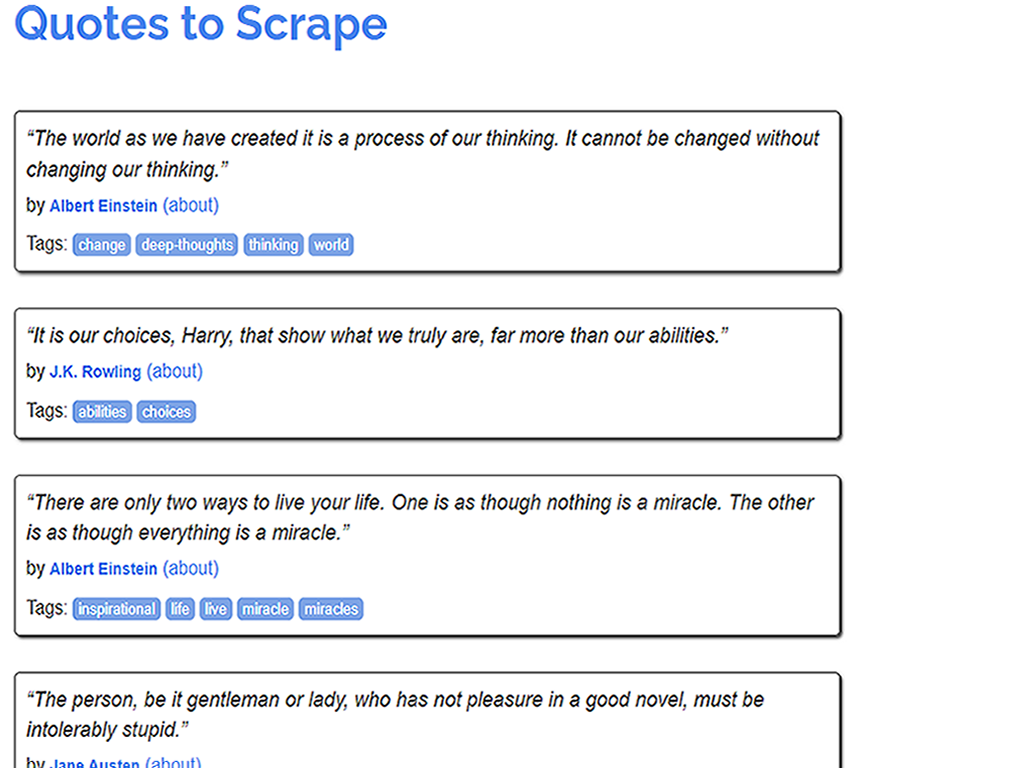 Quotes to Scrape
“The world as we have created it is a process of our thinking. It cannot be changed without
changing our thinking.”
by Albert Einstein (about)
Tags: change deep-thoughts thinking world
“It is our choices, Harry, that show what we truly are, far more than our abilities.”
by J.K. Rowling (about)
Tags: abilities choices
“There are only two ways to live your life. One is as though nothing is a miracle. The other
is as though everything is a miracle.”
by Albert Einstein (about)
Tags: inspirational life live miracle miracles
“The person, be it gentleman or lady, who has not pleasure in a good novel, must be
intolerably stupid.”
by Jane Austen (about)